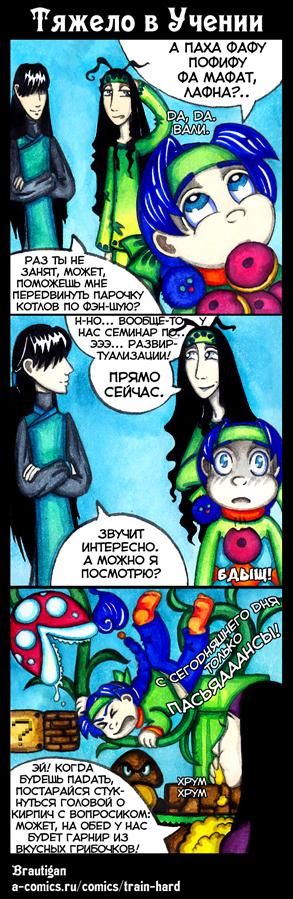 Тяжело в Учении
А ПАХА ФАФУ
ПОФИФУ
ФА МАФАТ,
ЛАФНА?..
ДА, ДА.
ВАЛИ.
РАЗ ТЫ НЕ
ЗАНЯТ, МОЖЕТ,
ПОМОЖЕШЬ МНЕ
ПЕРЕДВИНУТЬ ПАРОЧКУ
КОТЛОВ ПО ФЭН-ШУЮ?
Н-НО... ВООБЩЕ-ТО У
НАС СЕМИНАР ПО...
ЭЭЭ... РАЗВИР-
ТУАЛИЗАЦИИ!
ПРЯМО
СЕЙЧАС.
ЗВУЧИТ
ИНТЕРЕСНО.
А МОЖНО Я
ПОСМОТРЮ?
БДЫЩ!
С СЕГОДНЯШНЕГО ДНЯ
ТОЛЬКО
ПАСЬЯАААНСЫ!
?
ХРУМ
ХРУМ
ЭЙ! КОГДА
БУДЕШЬ ПАДАТЬ,
ПОСТАРАЙСЯ СТУК-
НУТЬСЯ ГОЛОВОЙ О
КИРПИЧ С ВОПРОСИКОМ:
МОЖЕТ, НА ОБЕД У НАС
БУДЕТ ГАРНИР ИЗ
ВКУСНЫХ ГРИБОЧКОВ!
Brautigan
a-comics.ru/comics/train-hard